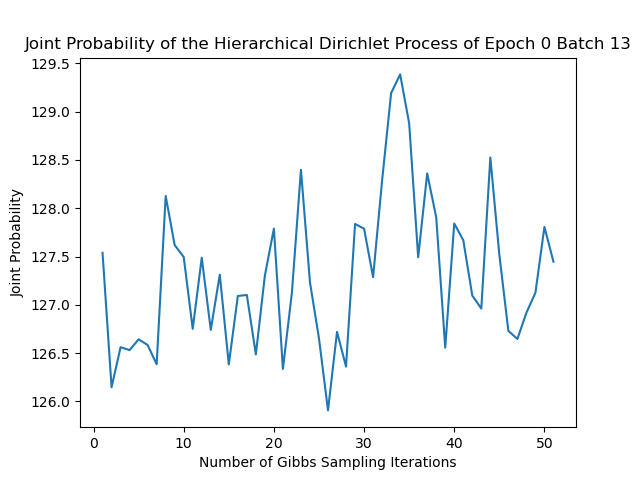 Joint Probability of the Hierarchical Dirichlet Process of Epoch 0 Batch 13
129.5
129.0
128.5
128.0
127.5
127.0
126.5
126.0
Joint Probability
0 10 20 30 40 50
Number of Gibbs Sampling Iterations